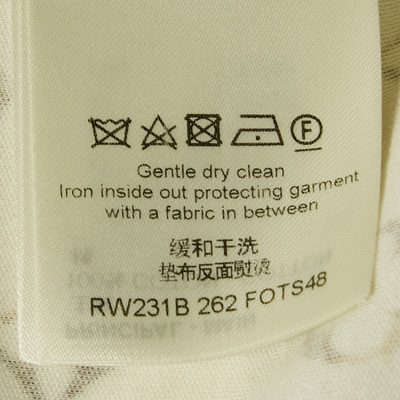 F
Gentle dry clean
Iron inside out protecting garment
with a fabric in between
缓和干洗
垫布反面熨烫
RW231B 262 FOTS48